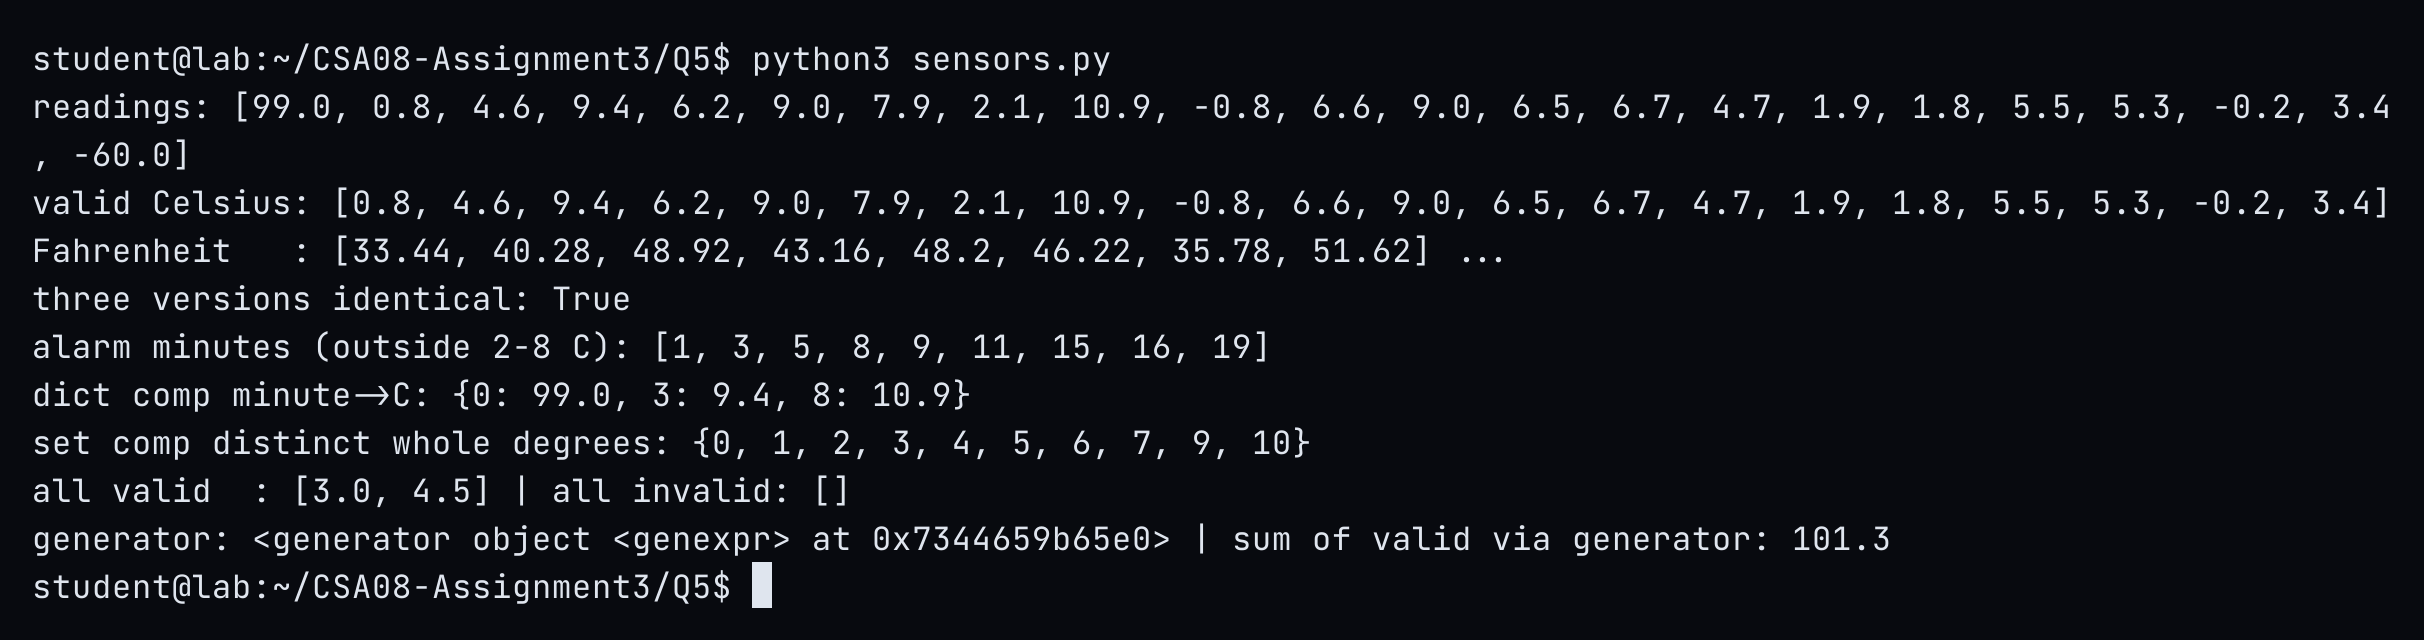 student@lab:~/CSA08-Assignment3/Q5$ python3 sensors.py
readings: [99.0, 0.8, 4.6, 9.4, 6.2, 9.0, 7.9, 2.1, 10.9, -0.8, 6.6, 9.0, 6.5, 6.7, 4.7, 1.9, 1.8, 5.5, 5.3, -0.2, 3.4
, -60.0]
valid Celsius: [0.8, 4.6, 9.4, 6.2, 9.0, 7.9, 2.1, 10.9, -0.8, 6.6, 9.0, 6.5, 6.7, 4.7, 1.9, 1.8, 5.5, 5.3, -0.2, 3.4]
Fahrenheit   : [33.44, 40.28, 48.92, 43.16, 48.2, 46.22, 35.78, 51.62] ...
three versions identical: True
alarm minutes (outside 2-8 C): [1, 3, 5, 8, 9, 11, 15, 16, 19]
dict comp minute->C: {0: 99.0, 3: 9.4, 8: 10.9}
set comp distinct whole degrees: {0, 1, 2, 3, 4, 5, 6, 7, 9, 10}
all valid  : [3.0, 4.5] | all invalid: []
generator: <generator object <genexpr> at 0x7344659b65e0> | sum of valid via generator: 101.3
student@lab:~/CSA08-Assignment3/Q5$